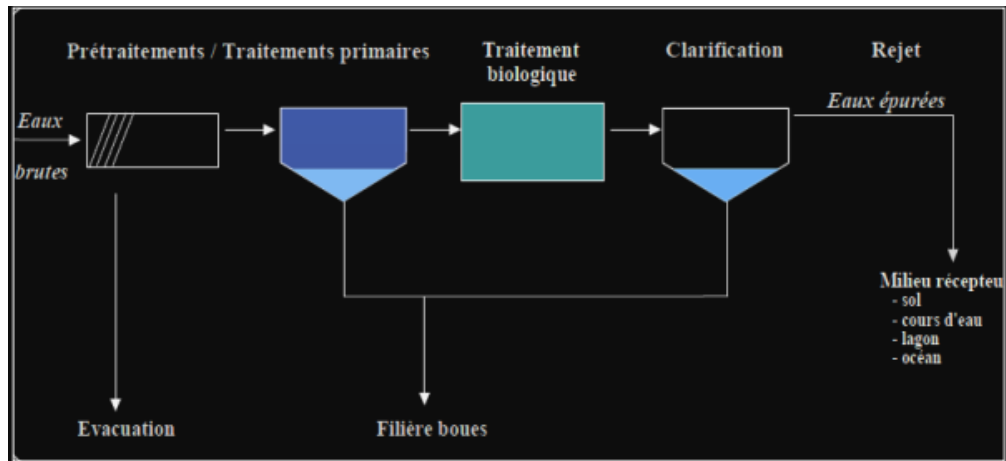 Prétraitements / Traitements primaires
Traitement
biologique
Clarification
Rejet
Eaux
brutes
Eaux épurées
Milieu récepteu
- sol
- cours d'eau
- lagon
- océan
Evacuation
Filière boues